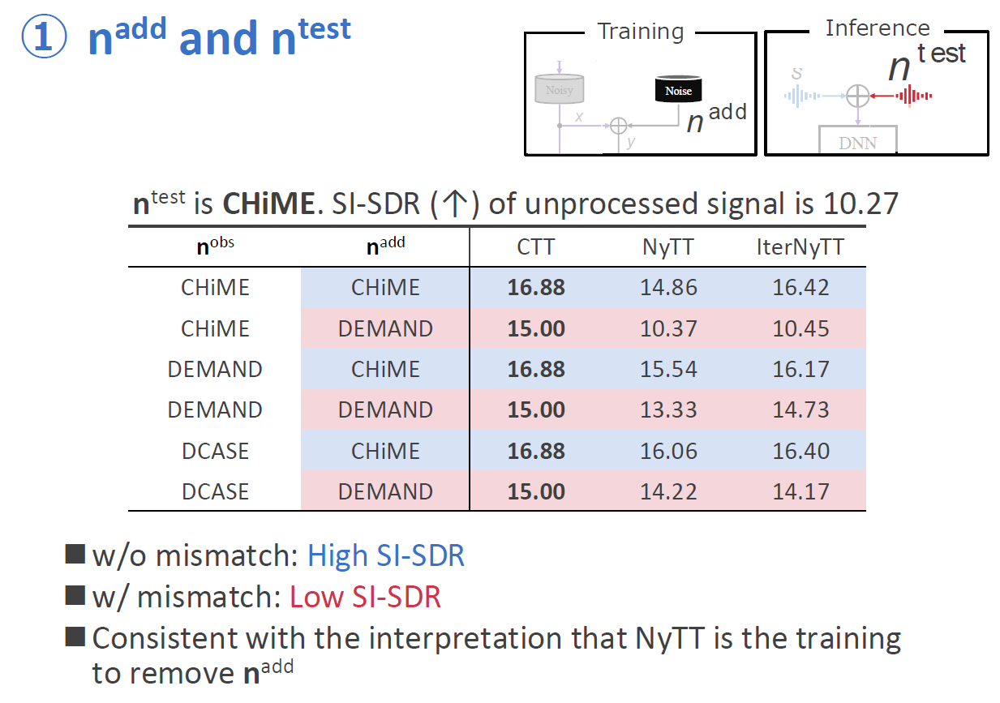 ① n^add and n^test
Training
Noisy
Noise
x
n^add
y
Inference
s
n^test
DNN
n^test is CHiME. SI-SDR (↑) of unprocessed signal is 10.27
n^obs n^add CTT NyTT IterNyTT
CHiME CHiME 16.88 14.86 16.42
CHiME DEMAND 15.00 10.37 10.45
DEMAND CHiME 16.88 15.54 16.17
DEMAND DEMAND 15.00 13.33 14.73
DCASE CHiME 16.88 16.06 16.40
DCASE DEMAND 15.00 14.22 14.17
■ w/o mismatch: High SI-SDR
■ w/ mismatch: Low SI-SDR
■ Consistent with the interpretation that NyTT is the training
to remove n^add